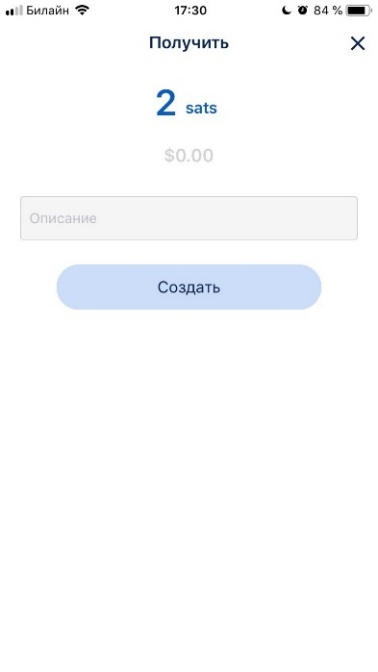 Билайн 17:30 84 %
Получить
2 sats
$0.00
Описание
Создать